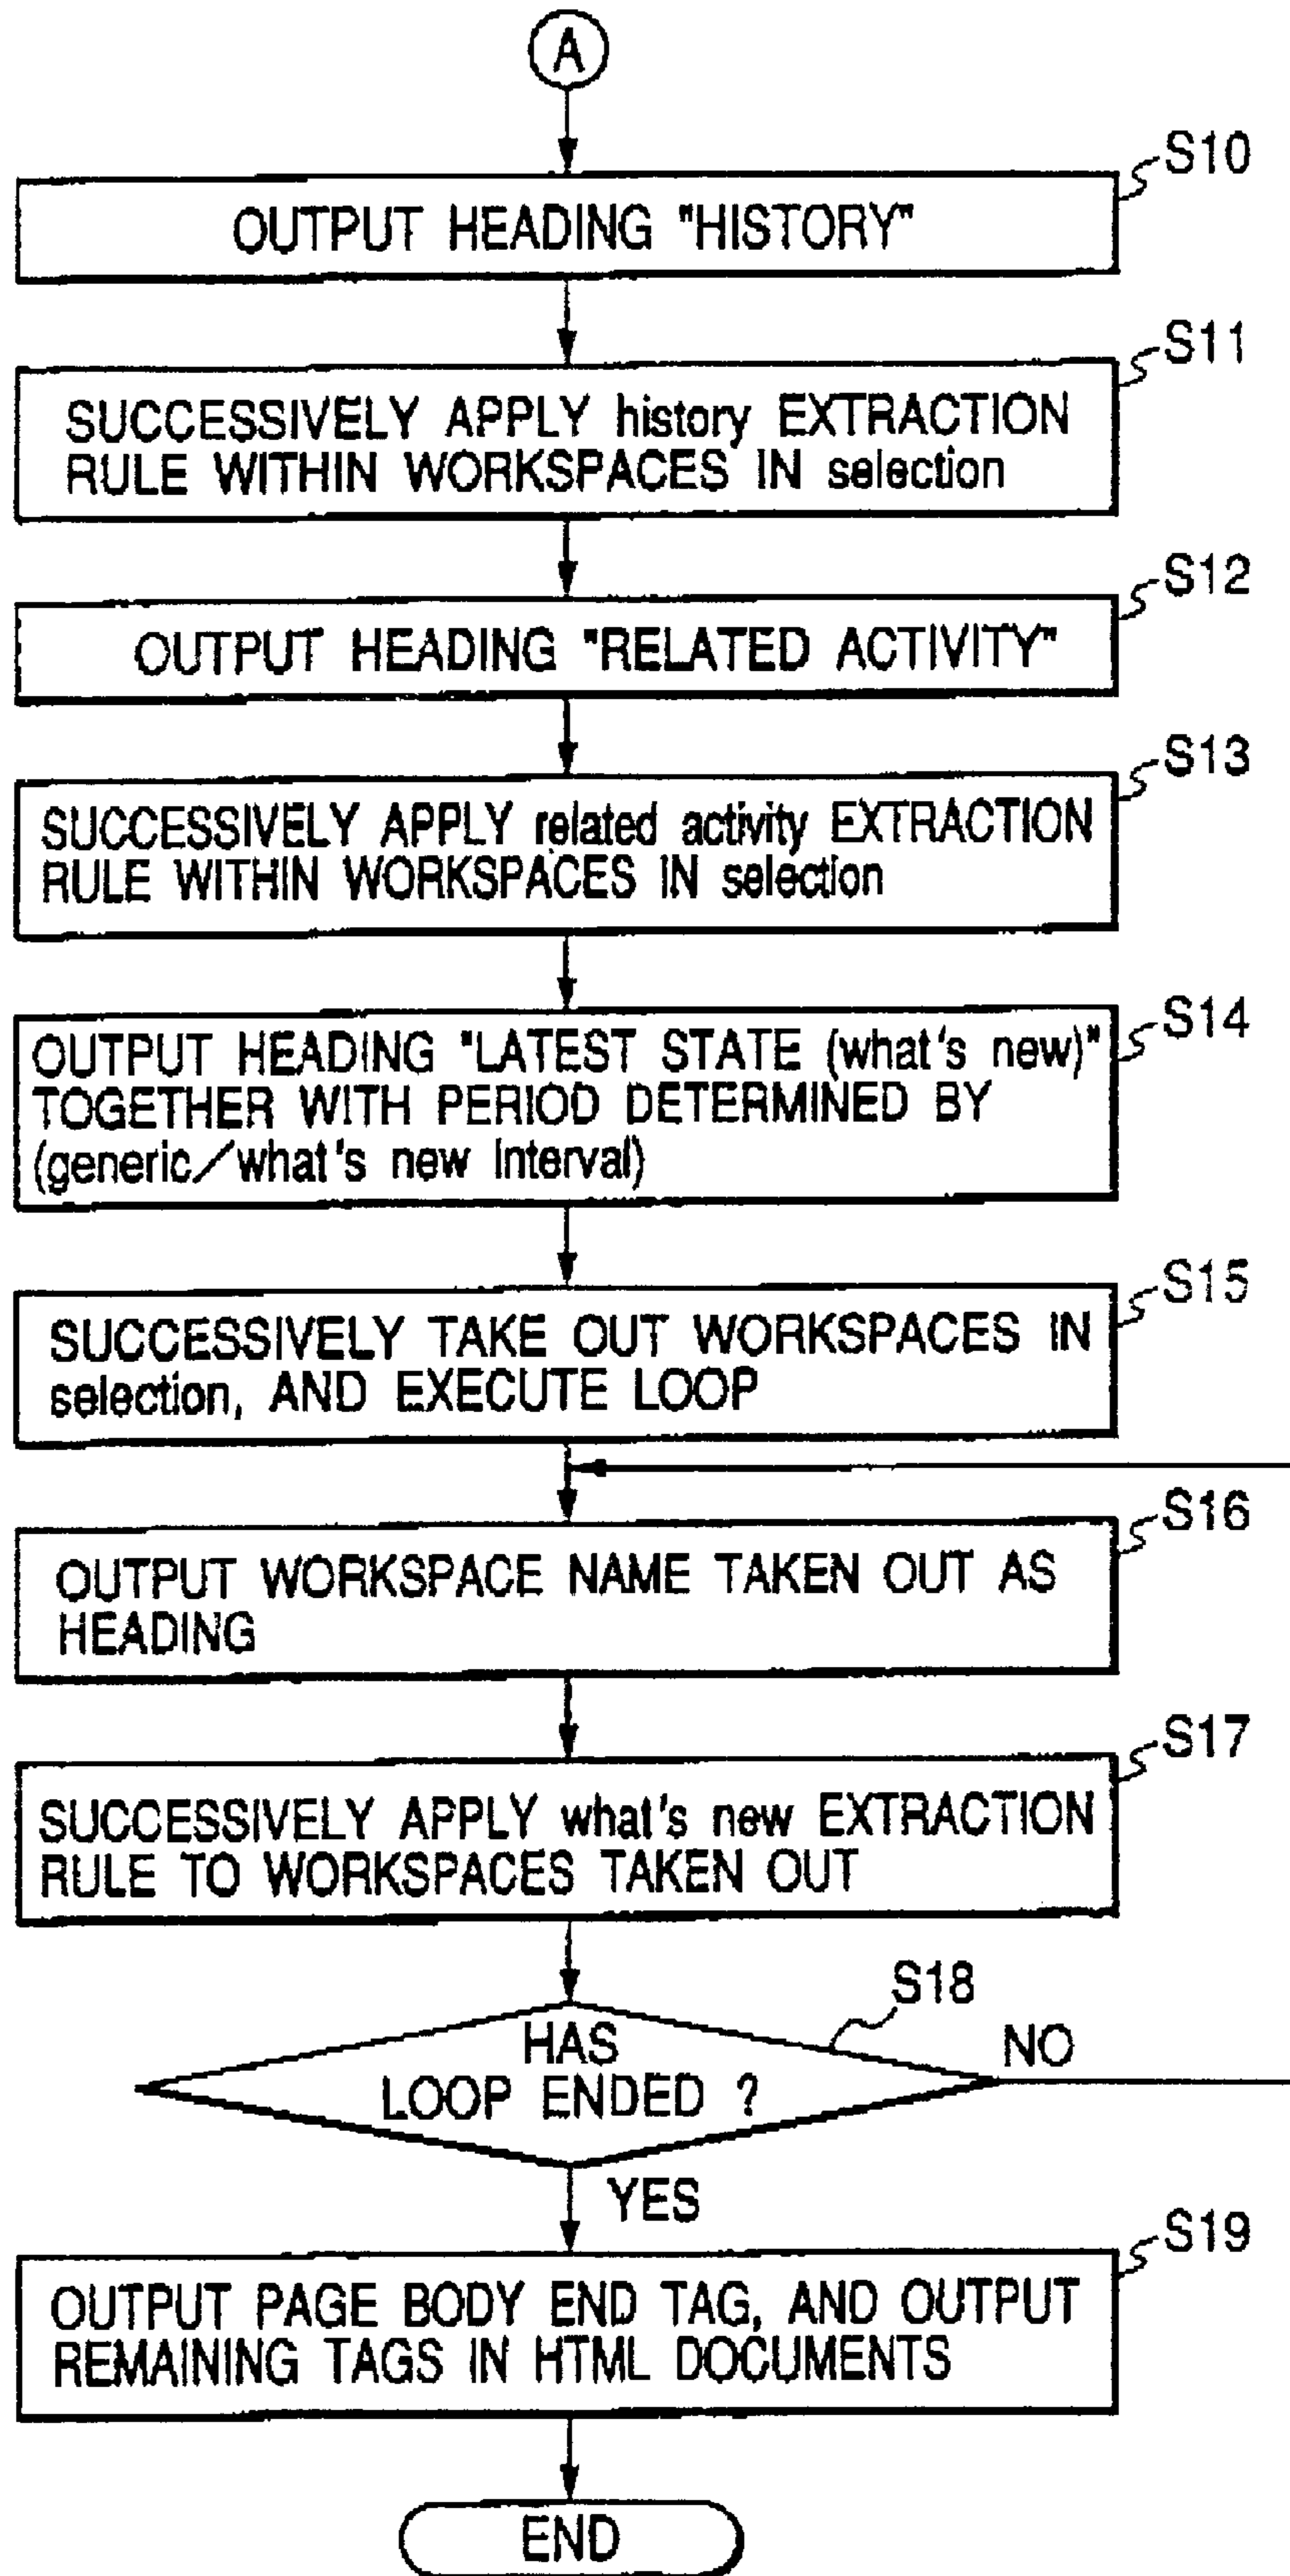 A
S10
OUTPUT HEADING "HISTORY"
S11
SUCCESSIVELY APPLY history EXTRACTION
RULE WITHIN WORKSPACES IN selection
S12
OUTPUT HEADING "RELATED ACTIVITY"
S13
SUCCESSIVELY APPLY related activity EXTRACTION
RULE WITHIN WORKSPACES IN selection
S14
OUTPUT HEADING "LATEST STATE (what's new)"
TOGETHER WITH PERIOD DETERMINED BY
(generic/what's new Interval)
S15
SUCCESSIVELY TAKE OUT WORKSPACES IN
selection, AND EXECUTE LOOP
S16
OUTPUT WORKSPACE NAME TAKEN OUT AS
HEADING
S17
SUCCESSIVELY APPLY what's new EXTRACTION
RULE TO WORKSPACES TAKEN OUT
S18
HAS
LOOP ENDED ?
NO
YES
S19
OUTPUT PAGE BODY END TAG, AND OUTPUT
REMAINING TAGS IN HTML DOCUMENTS
END